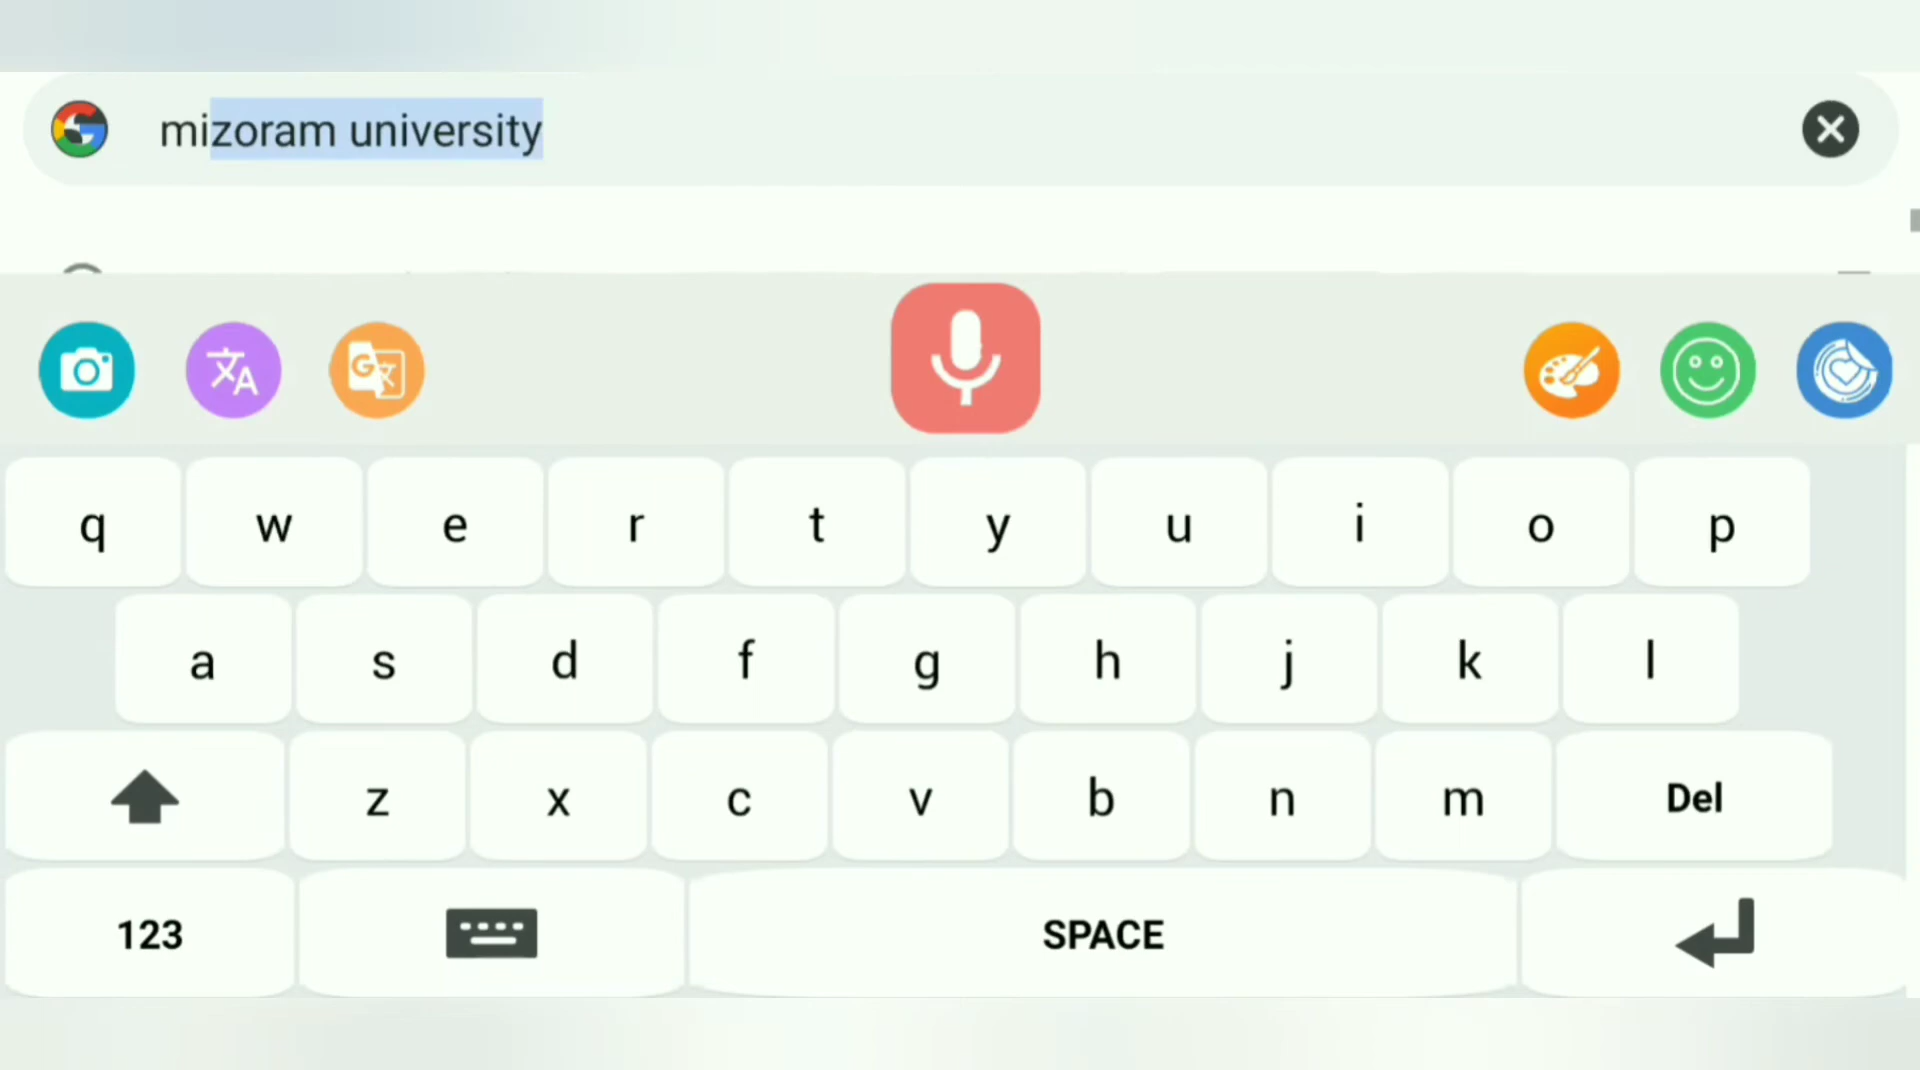 mizoram university
q w e r t y u i o p
a s d f g h j k l
z x c v b n m Del
123 SPACE